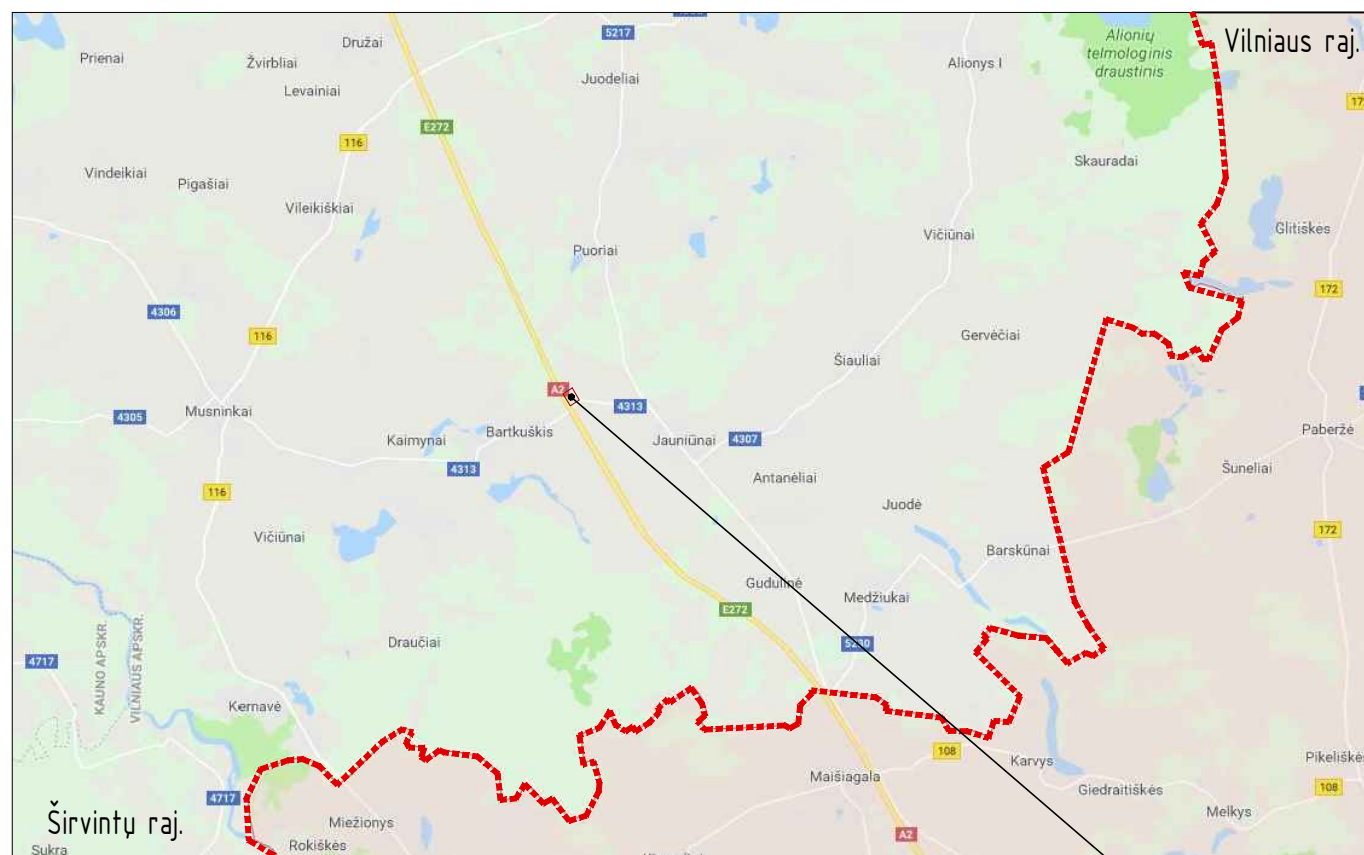 5217
Vilniaus raj.
Družai
Alionių
telmologinis
draustinis
Prienai
Žvirbliai
Alionys I
Juodeliai
Levainiai
172
E272
116
Skauradai
Vindeikiai
Pigašiai
Vileikiškiai
Glitiškės
Vičiūnai
Puoriai
172
4306
116
Gervėčiai
Šiauliai
A2
4313
Musninkai
4305
Kaimynai
Bartkuškis
Jauniūnai
4307
Paberžė
4313
Šuneliai
Antanėliai
116
Juodė
172
Vičiūnai
Barskūnai
Gudulinė
Medžiukai
E272
Draučiai
5230
KAUNO APSKR.
VILNIAUS APSKR.
4717
Kernavė
108
Karvys
Pikeliškės
Maišiagala
Giedraitiškės
108
4717
Melkys
Širvintų raj.
Miežionys
A2
Rokiškės
Sukra